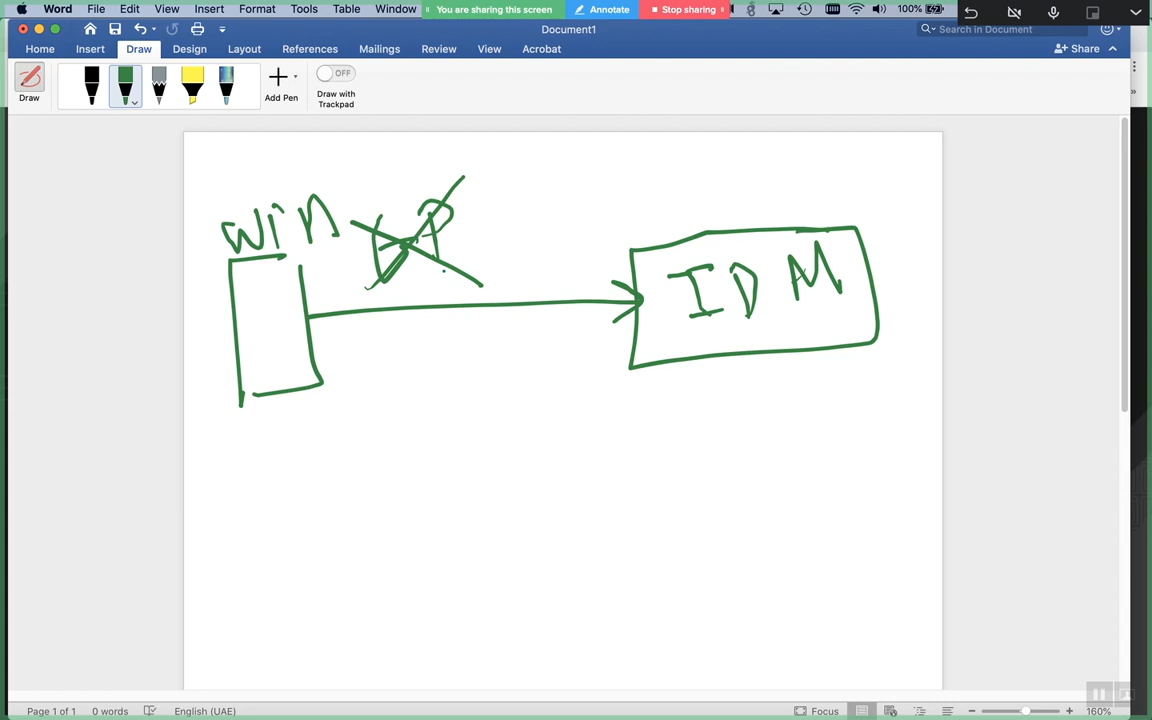 Word File Edit View Insert Format Tools Table Window You are sharing this screen Annotate Stop sharing 100%
Document1
Search in Document
Home Insert Draw Design Layout References Mailings Review View Acrobat
Share
OFF
Draw
Add Pen
Draw with
Trackpad
Win
IDM
Page 1 of 1 0 words English (UAE)
Focus
160%